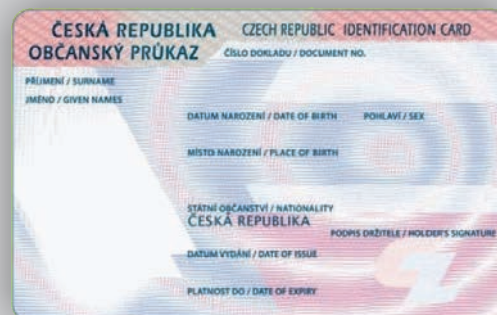 ČESKÁ REPUBLIKA CZECH REPUBLIC IDENTIFICATION CARD
OBČANSKÝ PRŮKAZ ČÍSLO DOKLADU / DOCUMENT NO.
PŘÍJMENÍ / SURNAME
JMÉNO / GIVEN NAMES
DATUM NAROZENÍ / DATE OF BIRTH POHLAVÍ / SEX
MÍSTO NAROZENÍ / PLACE OF BIRTH
STÁTNÍ OBČANSTVÍ / NATIONALITY
ČESKÁ REPUBLIKA
PODPIS DRŽITELE / HOLDER'S SIGNATURE
DATUM VYDÁNÍ / DATE OF ISSUE
PLATNOST DO / DATE OF EXPIRY